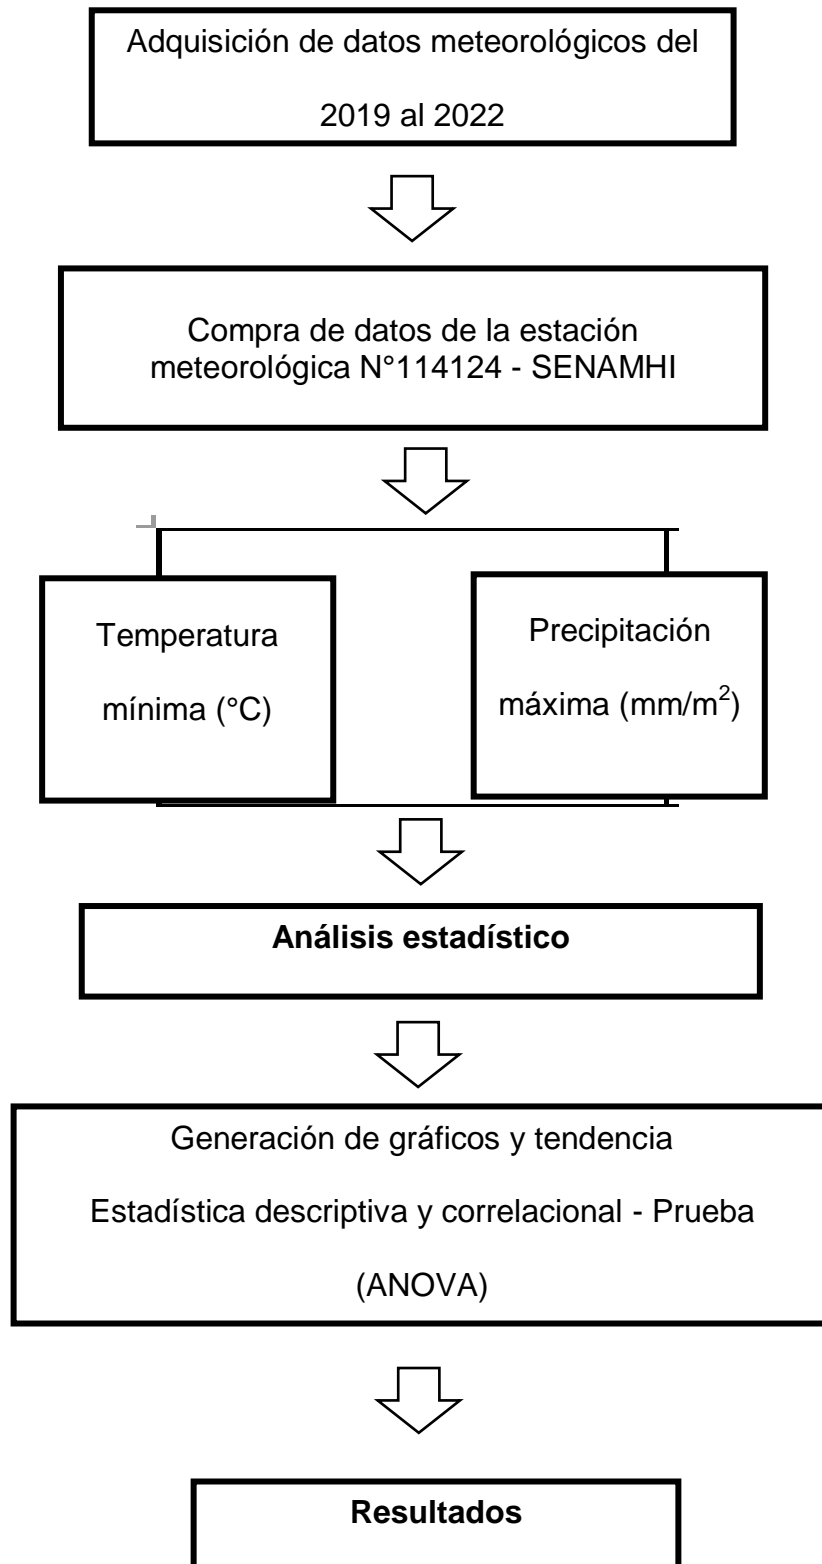 Adquisición de datos meteorológicos del
2019 al 2022
Compra de datos de la estación
meteorológica N°114124 - SENAMHI
Temperatura
mínima (°C)
Precipitación
máxima (mm/m²)
Análisis estadístico
Generación de gráficos y tendencia
Estadística descriptiva y correlacional - Prueba
(ANOVA)
Resultados